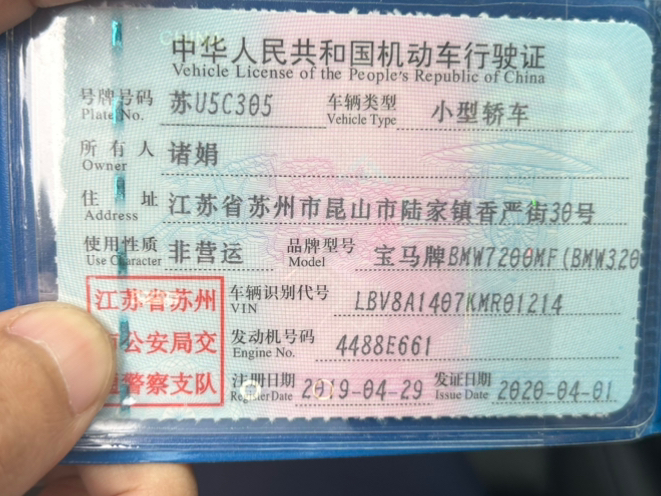 中华人民共和国机动车行驶证
Vehicle License of the People's Republic of China
号牌号码 苏U5C305 车辆类型 小型轿车
Plate No. Vehicle Type
所有人 诸娟
Owner
住址 江苏省苏州市昆山市陆家镇香严街30号
Address
使用性质 非营运 品牌型号 宝马牌BMW7200MF(BMW320
Use Character Model
江苏省苏州 车辆识别代号 LBV8A1407KMR01214
VIN
公安局交 发动机号码 4488E661
Engine No.
警察支队 注册日期 2019-04-29 发证日期 2020-04-01
Register Date Issue Date